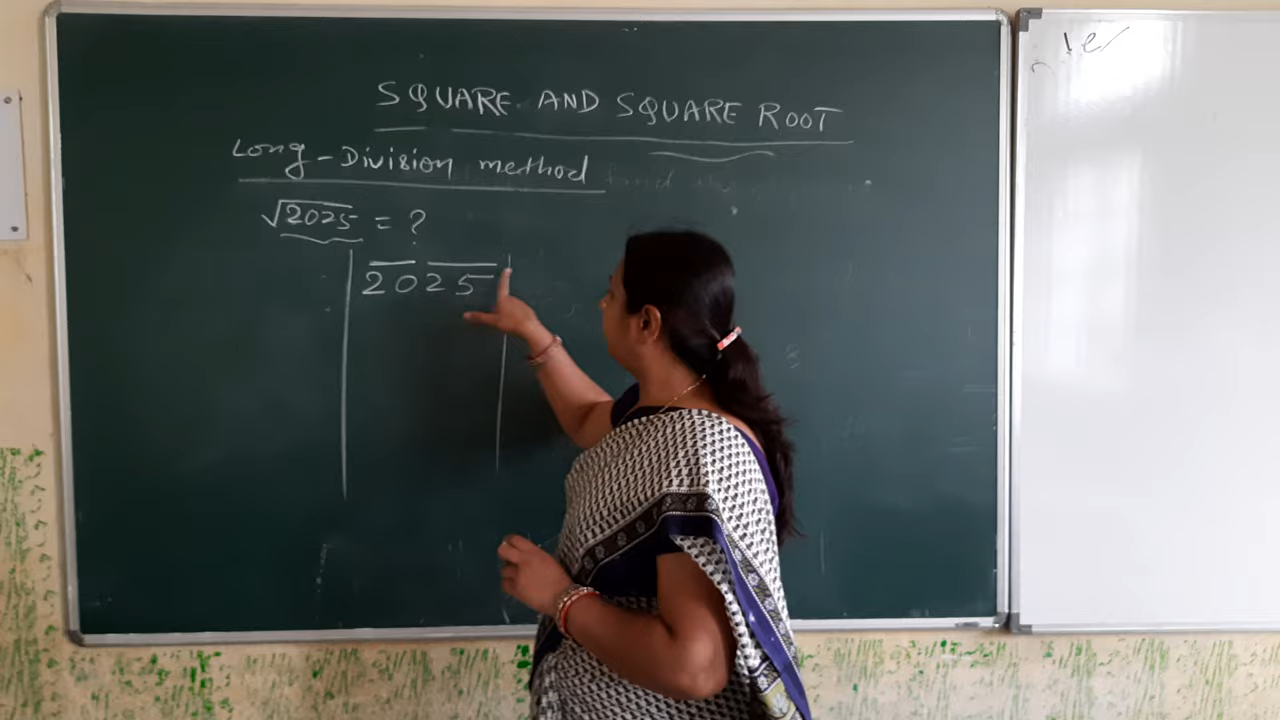 SQUARE AND SQUARE ROOT
Long-Division method
√2025 = ?
2025